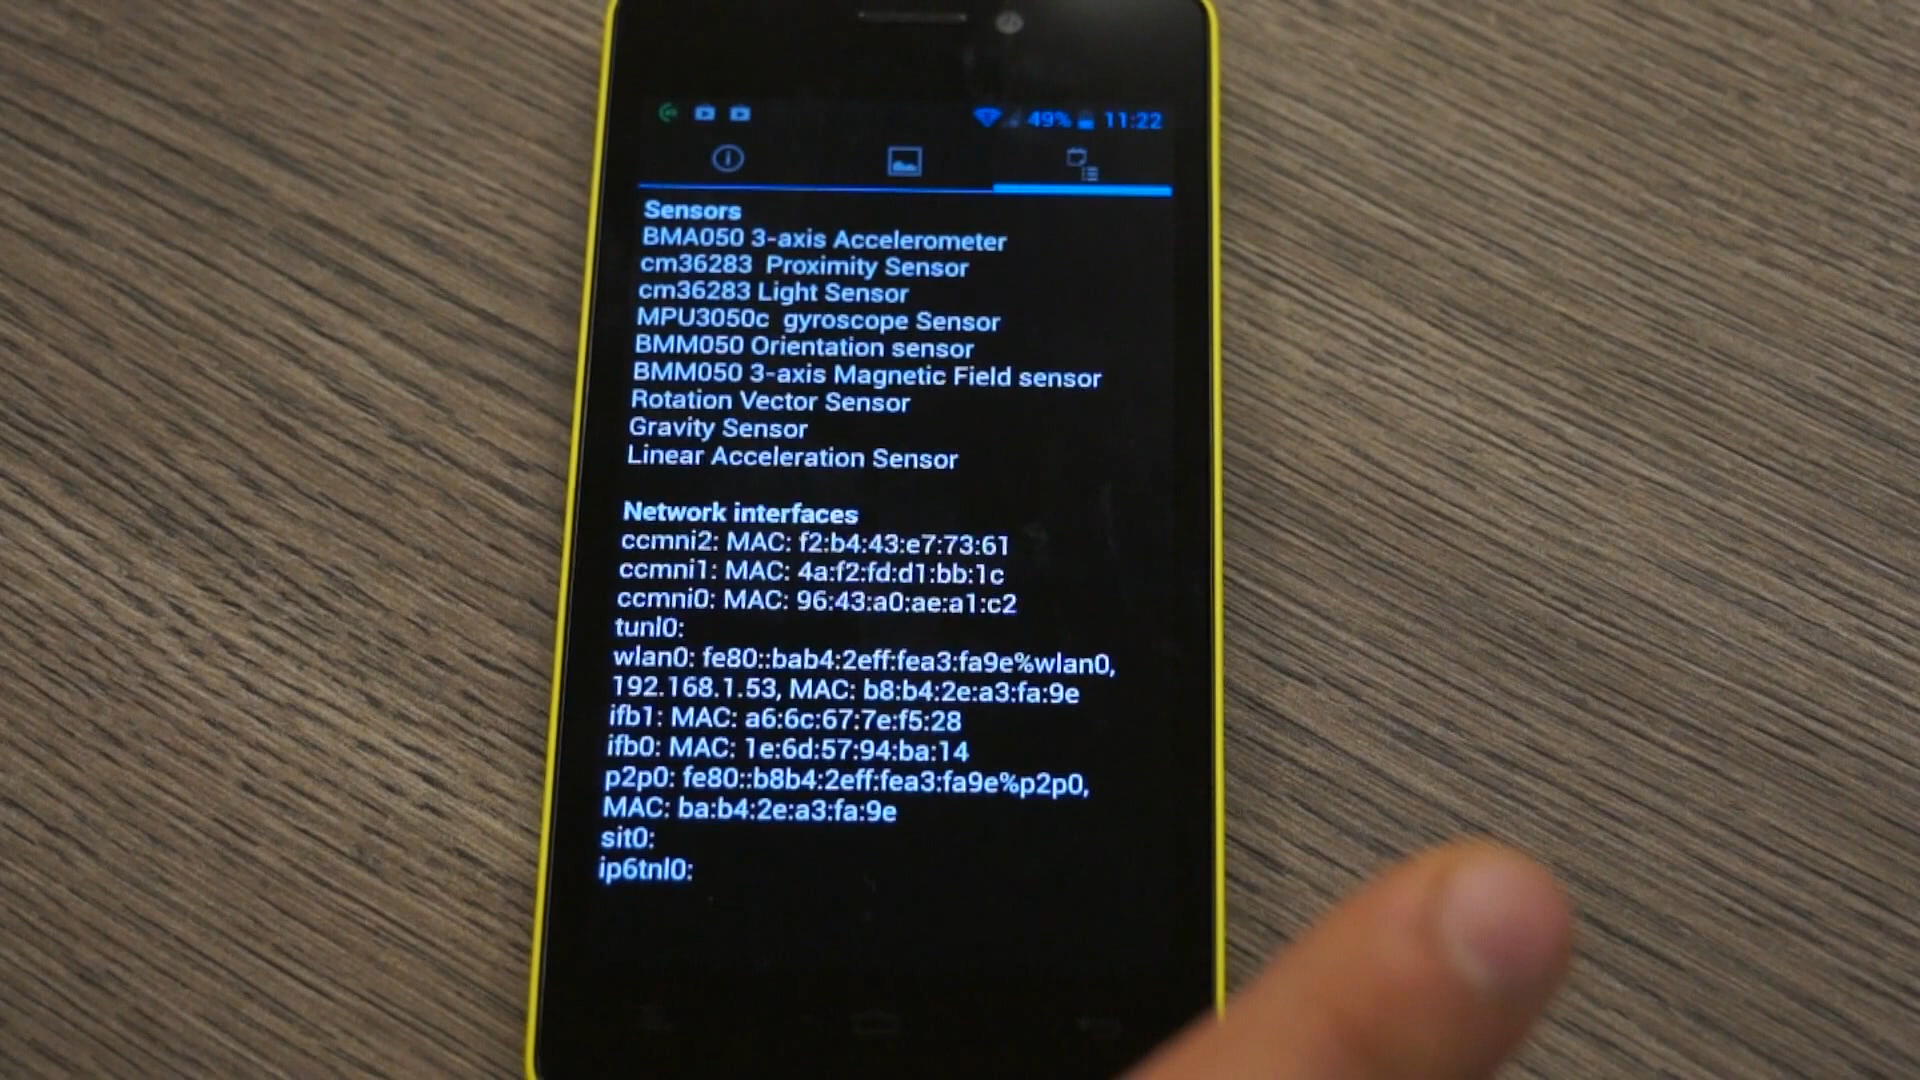 49% 11:22
Sensors
BMA050 3-axis Accelerometer
cm36283  Proximity Sensor
cm36283 Light Sensor
MPU3050c  gyroscope Sensor
BMM050 Orientation sensor
BMM050 3-axis Magnetic Field sensor
Rotation Vector Sensor
Gravity Sensor
Linear Acceleration Sensor
Network interfaces
ccmni2: MAC: f2:b4:43:e7:73:61
ccmni1: MAC: 4a:f2:fd:d1:bb:1c
ccmni0: MAC: 96:43:a0:ae:a1:c2
tunl0:
wlan0: fe80::bab4:2eff:fea3:fa9e%wlan0,
192.168.1.53, MAC: b8:b4:2e:a3:fa:9e
ifb1: MAC: a6:6c:67:7e:f5:28
ifb0: MAC: 1e:6d:57:94:ba:14
p2p0: fe80::b8b4:2eff:fea3:fa9e%p2p0,
MAC: ba:b4:2e:a3:fa:9e
sit0:
ip6tnl0: